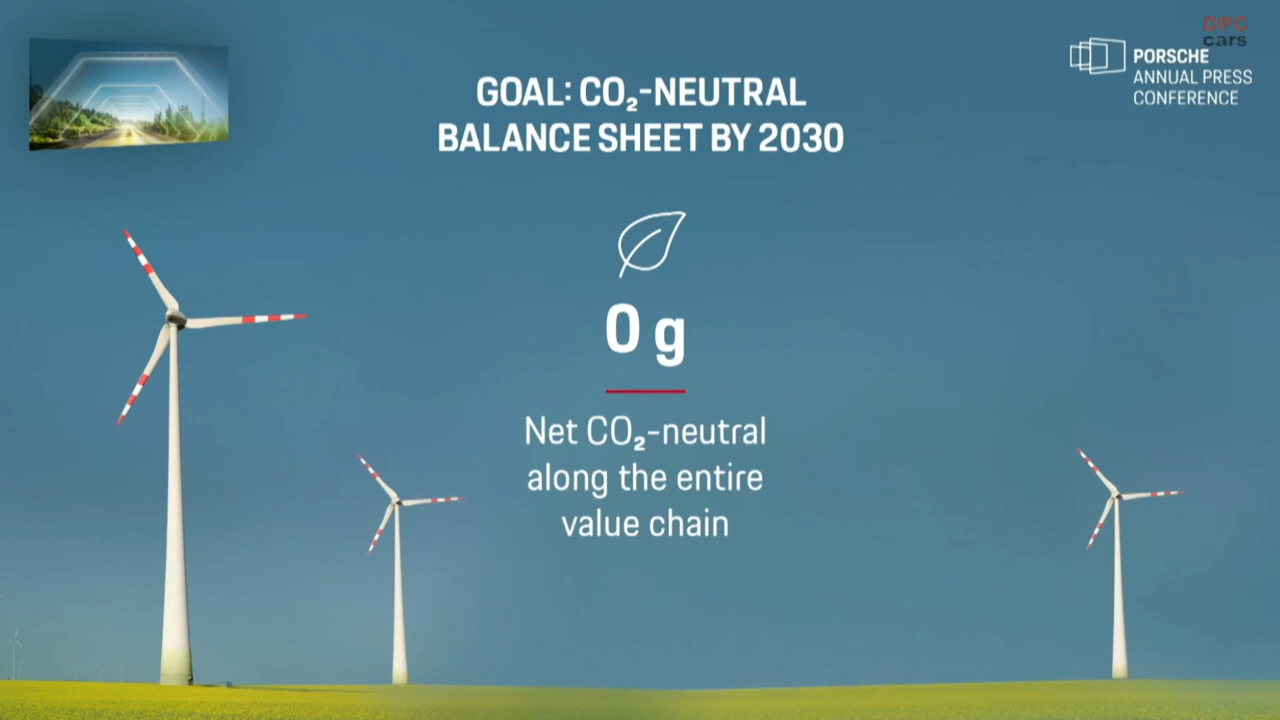 DPC
cars
PORSCHE
ANNUAL PRESS
CONFERENCE
GOAL: CO₂-NEUTRAL
BALANCE SHEET BY 2030
0 g
Net CO₂-neutral
along the entire
value chain